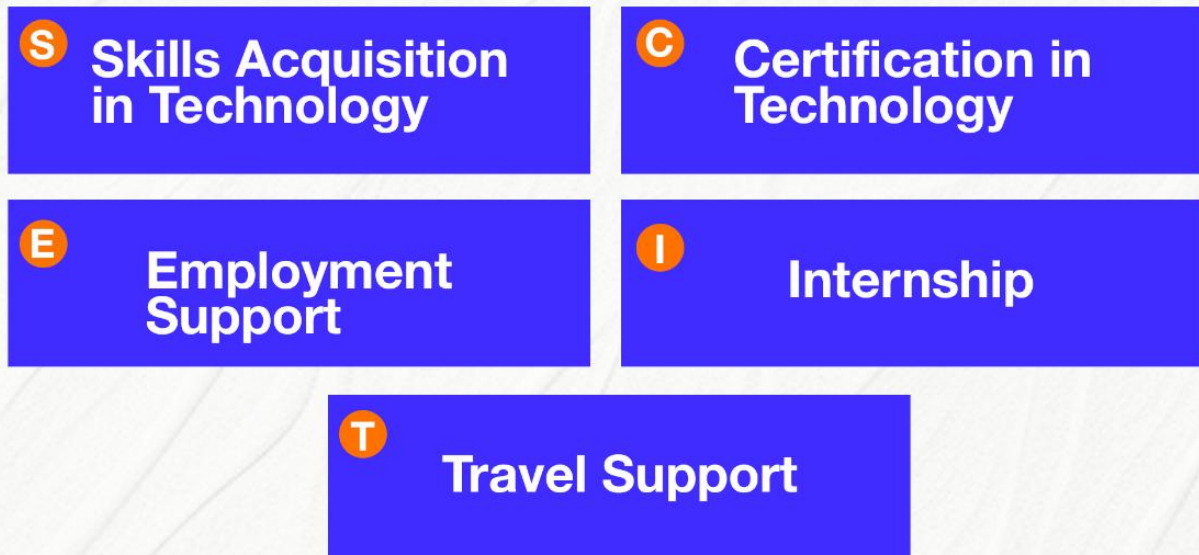 S
Skills Acquisition
in Technology
C
Certification in
Technology
E
Employment
Support
I
Internship
T
Travel Support